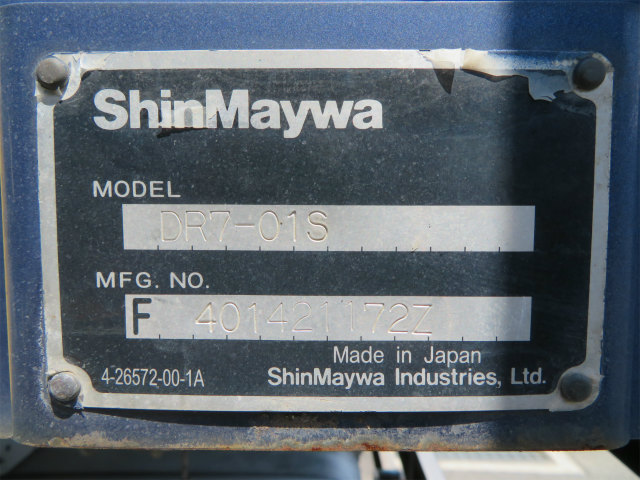 ShinMaywa
MODEL
DR7-01S
MFG. NO.
F 401421172Z
Made in Japan
4-26572-00-1A ShinMaywa Industries, Ltd.